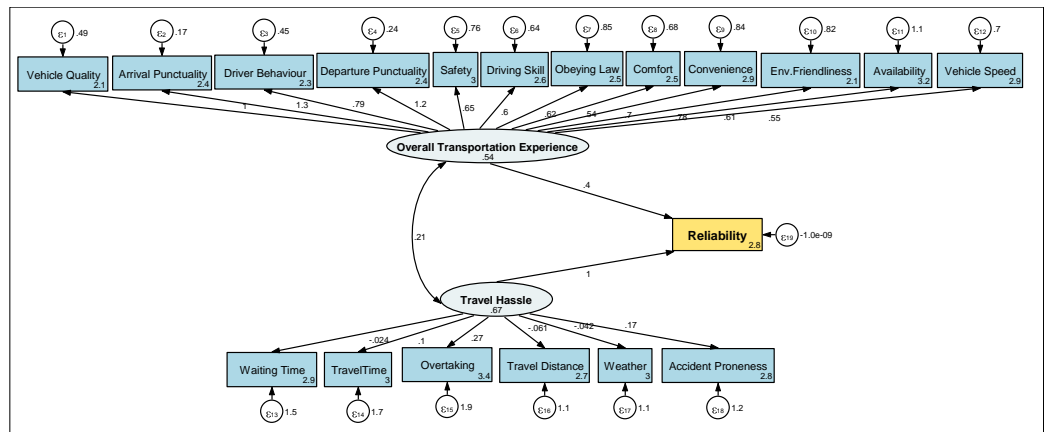 ε1 .49 ε2 .17 ε3 .45 ε4 .24 ε5 .76 ε6 .64 ε7 .85 ε8 .68 ε9 .84 ε10 .82 ε11 1.1 ε12 .7
Vehicle Quality Arrival Punctuality Driver Behaviour Departure Punctuality Safety Driving Skill Obeying Law Comfort Convenience Env.Friendliness Availability Vehicle Speed
2.1 2.4 2.3 2.4 3 2.6 2.5 2.5 2.9 2.1 3.2 2.9
1 1.3 .79 1.2 .65 .6 .62 .54 .7 .78 .61 .55
Overall Transportation Experience
.54
.4
.21
Reliability
2.8
ε19 -1.0e-09
1
Travel Hassle
.67
-.024 .1 .27 -.061 -.042 .17
Waiting Time TravelTime Overtaking Travel Distance Weather Accident Proneness
2.9 3 3.4 2.7 3 2.8
ε13 1.5 ε14 1.7 ε15 1.9 ε16 1.1 ε17 1.1 ε18 1.2